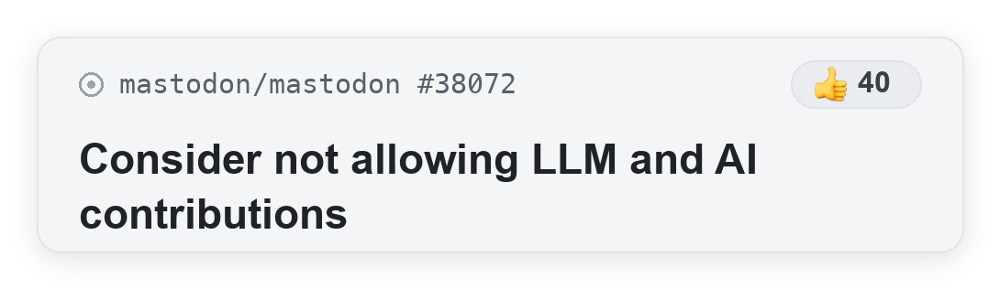 mastodon/mastodon #38072
👍 40
Consider not allowing LLM and AI
contributions